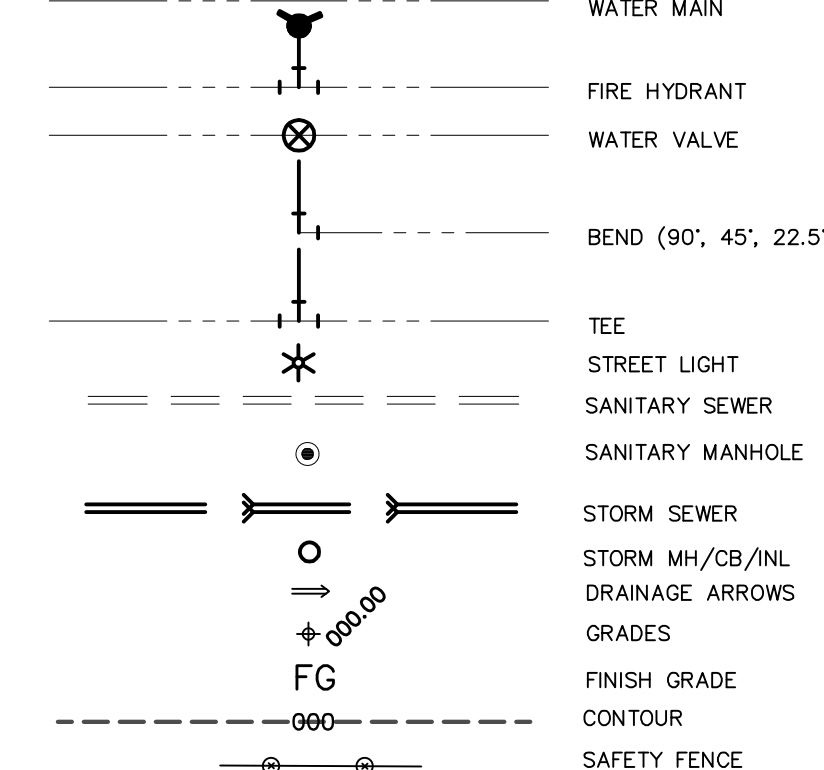 WATER MAIN
FIRE HYDRANT
WATER VALVE
BEND (90°, 45°, 22.5°
TEE
STREET LIGHT
SANITARY SEWER
SANITARY MANHOLE
STORM SEWER
STORM MH/CB/INL
DRAINAGE ARROWS
000.00 GRADES
FG FINISH GRADE
000 CONTOUR
SAFETY FENCE